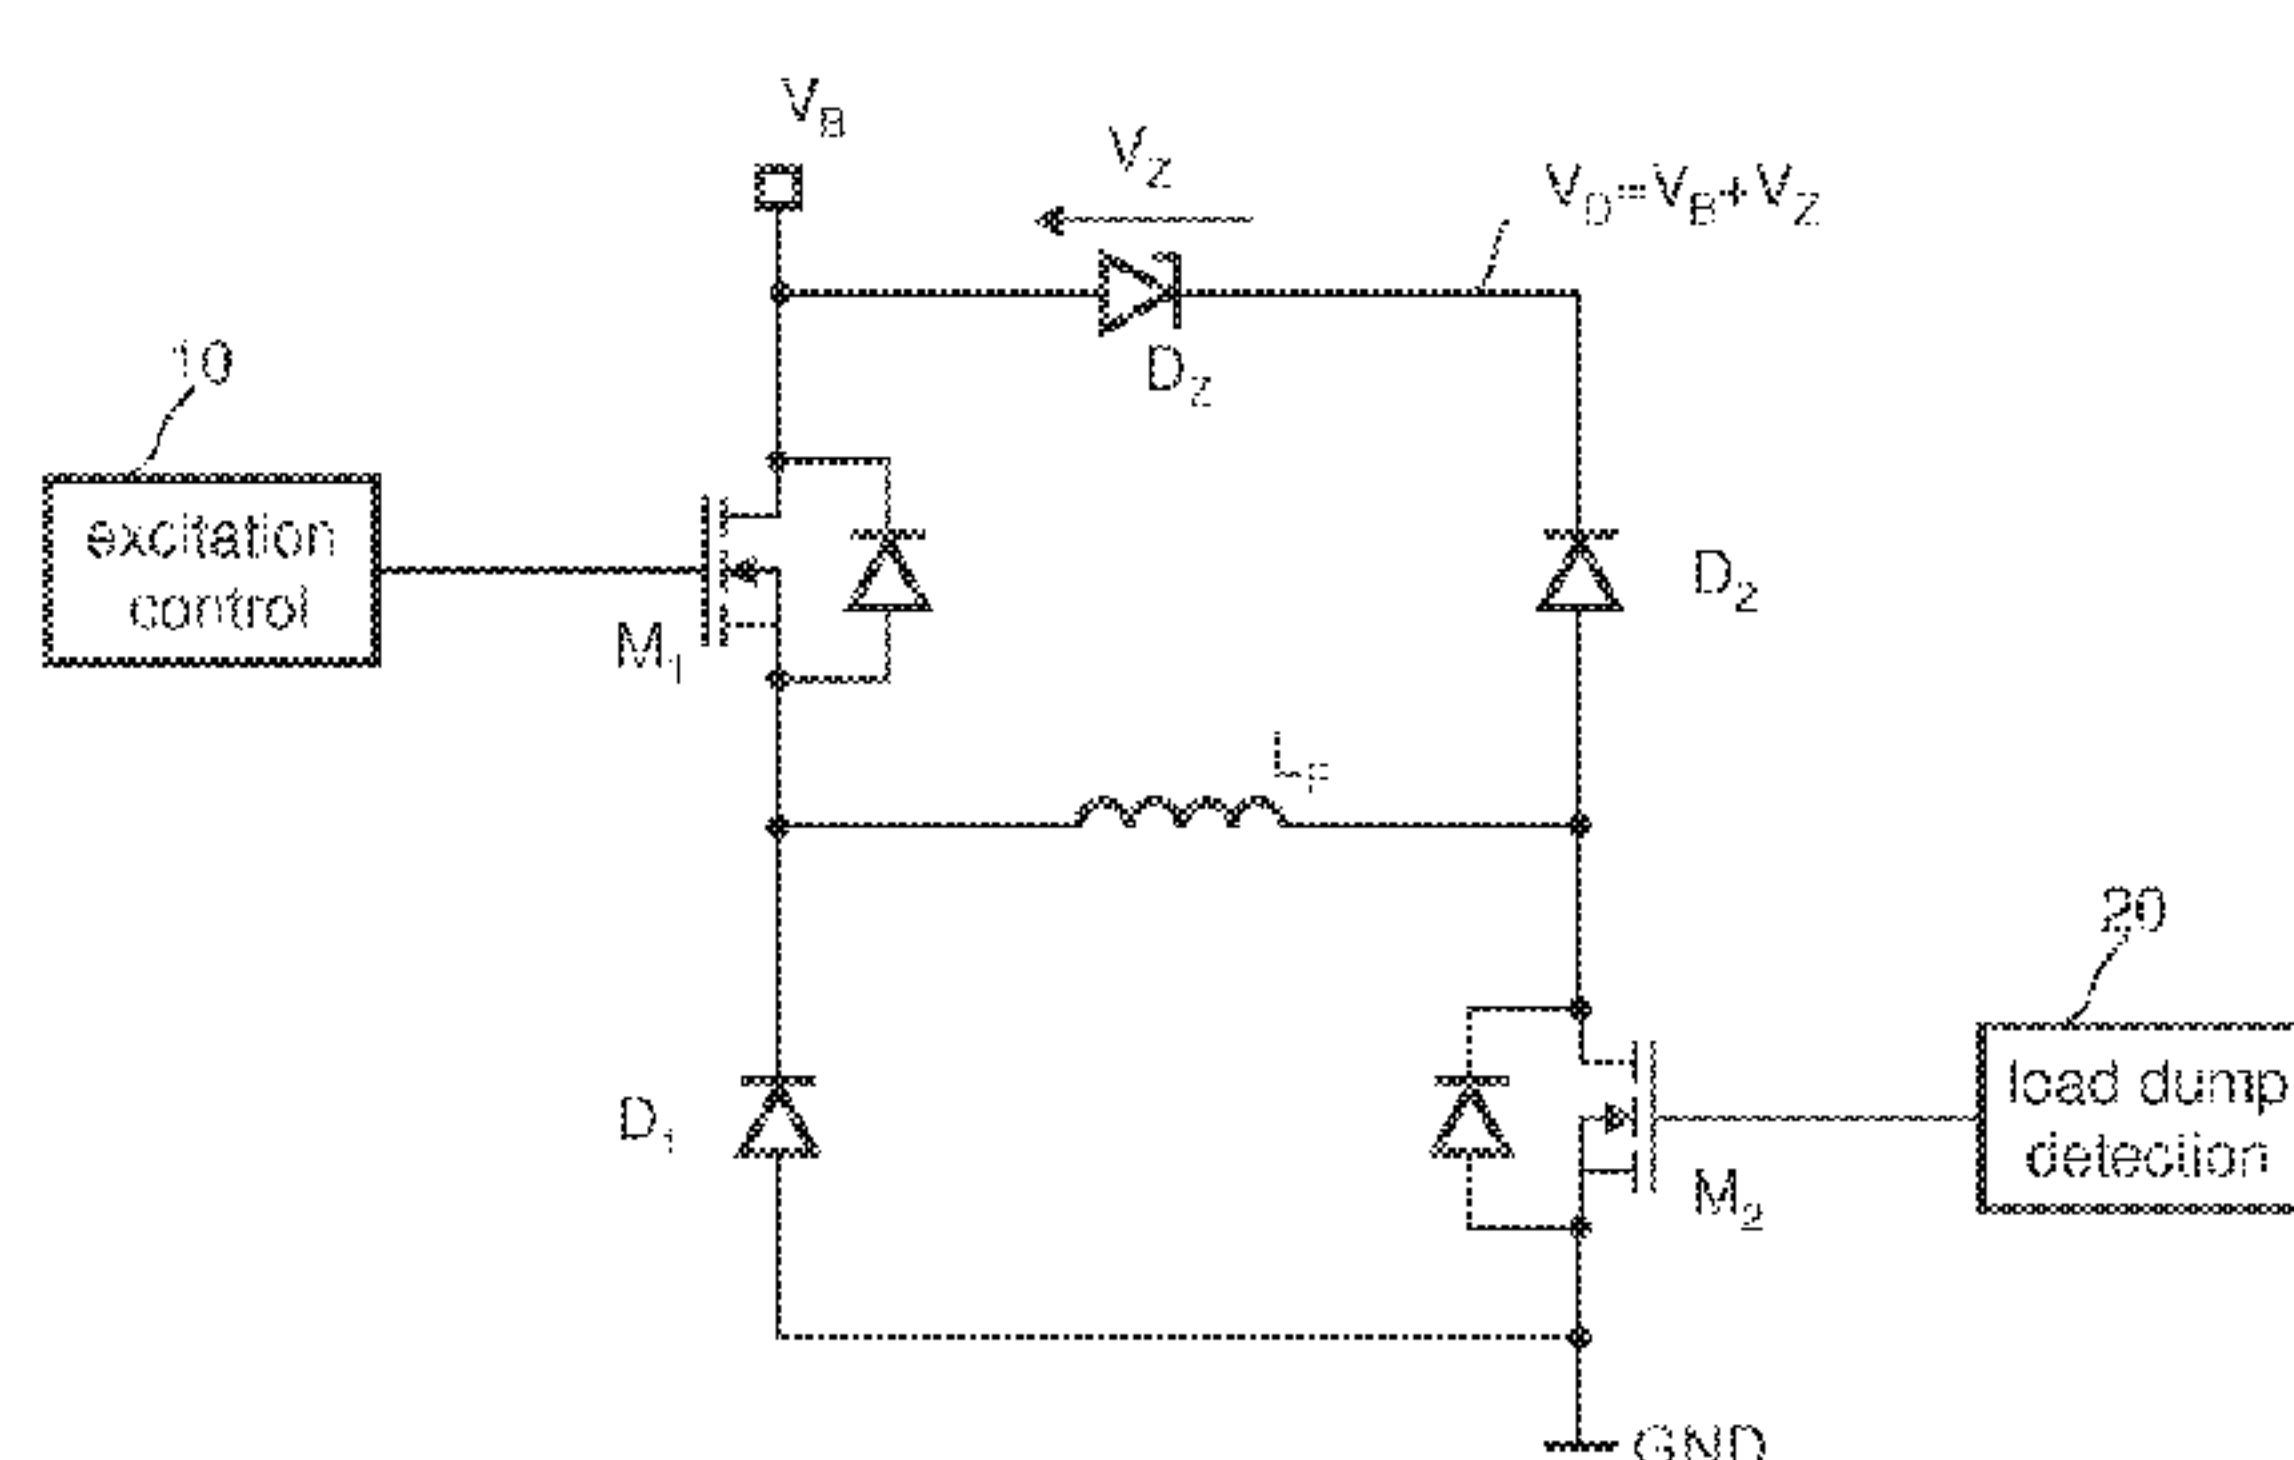 V_B
V_Z
V_D=V_B+V_Z
D_Z
10
excitation
control
M_1
D_2
L_F
20
D_1
load dump
detection
M_2
GND